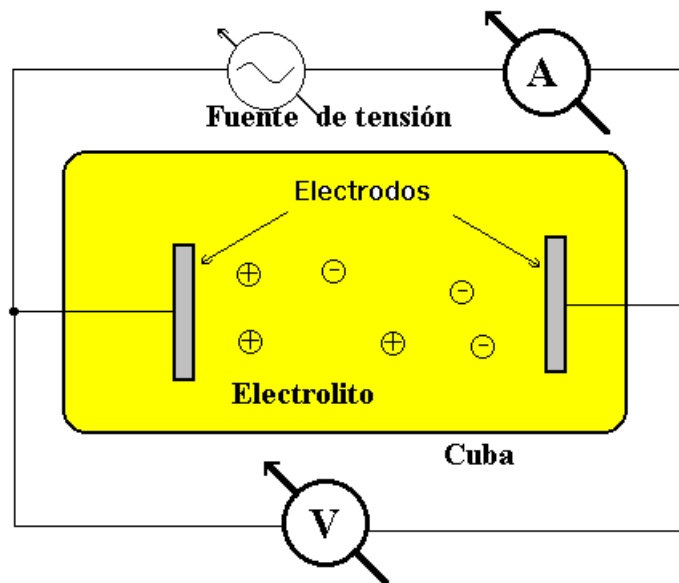 A
Fuente de tensión
Electrodos
+
-
-
+
+
-
Electrolito
Cuba
V